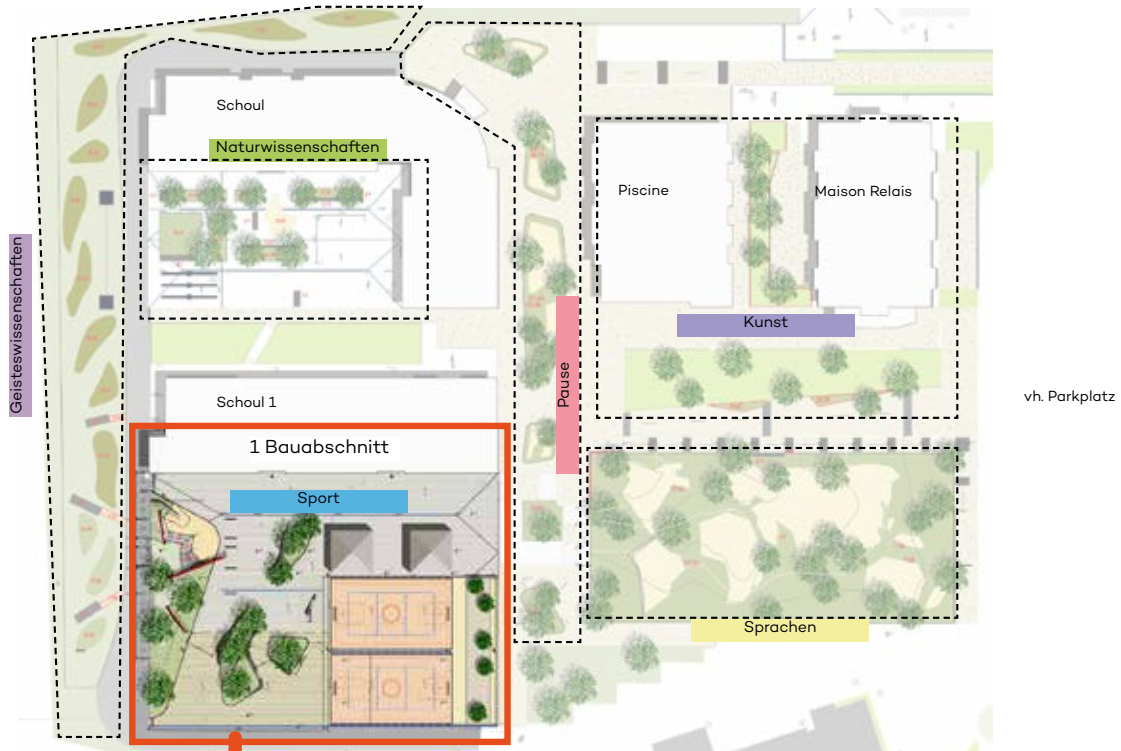 Schoul
Naturwissenschaften
Piscine
Maison Relais
Geisteswissenschaften
Kunst
Pause
vh. Parkplatz
Schoul 1
1 Bauabschnitt
Sport
Sprachen